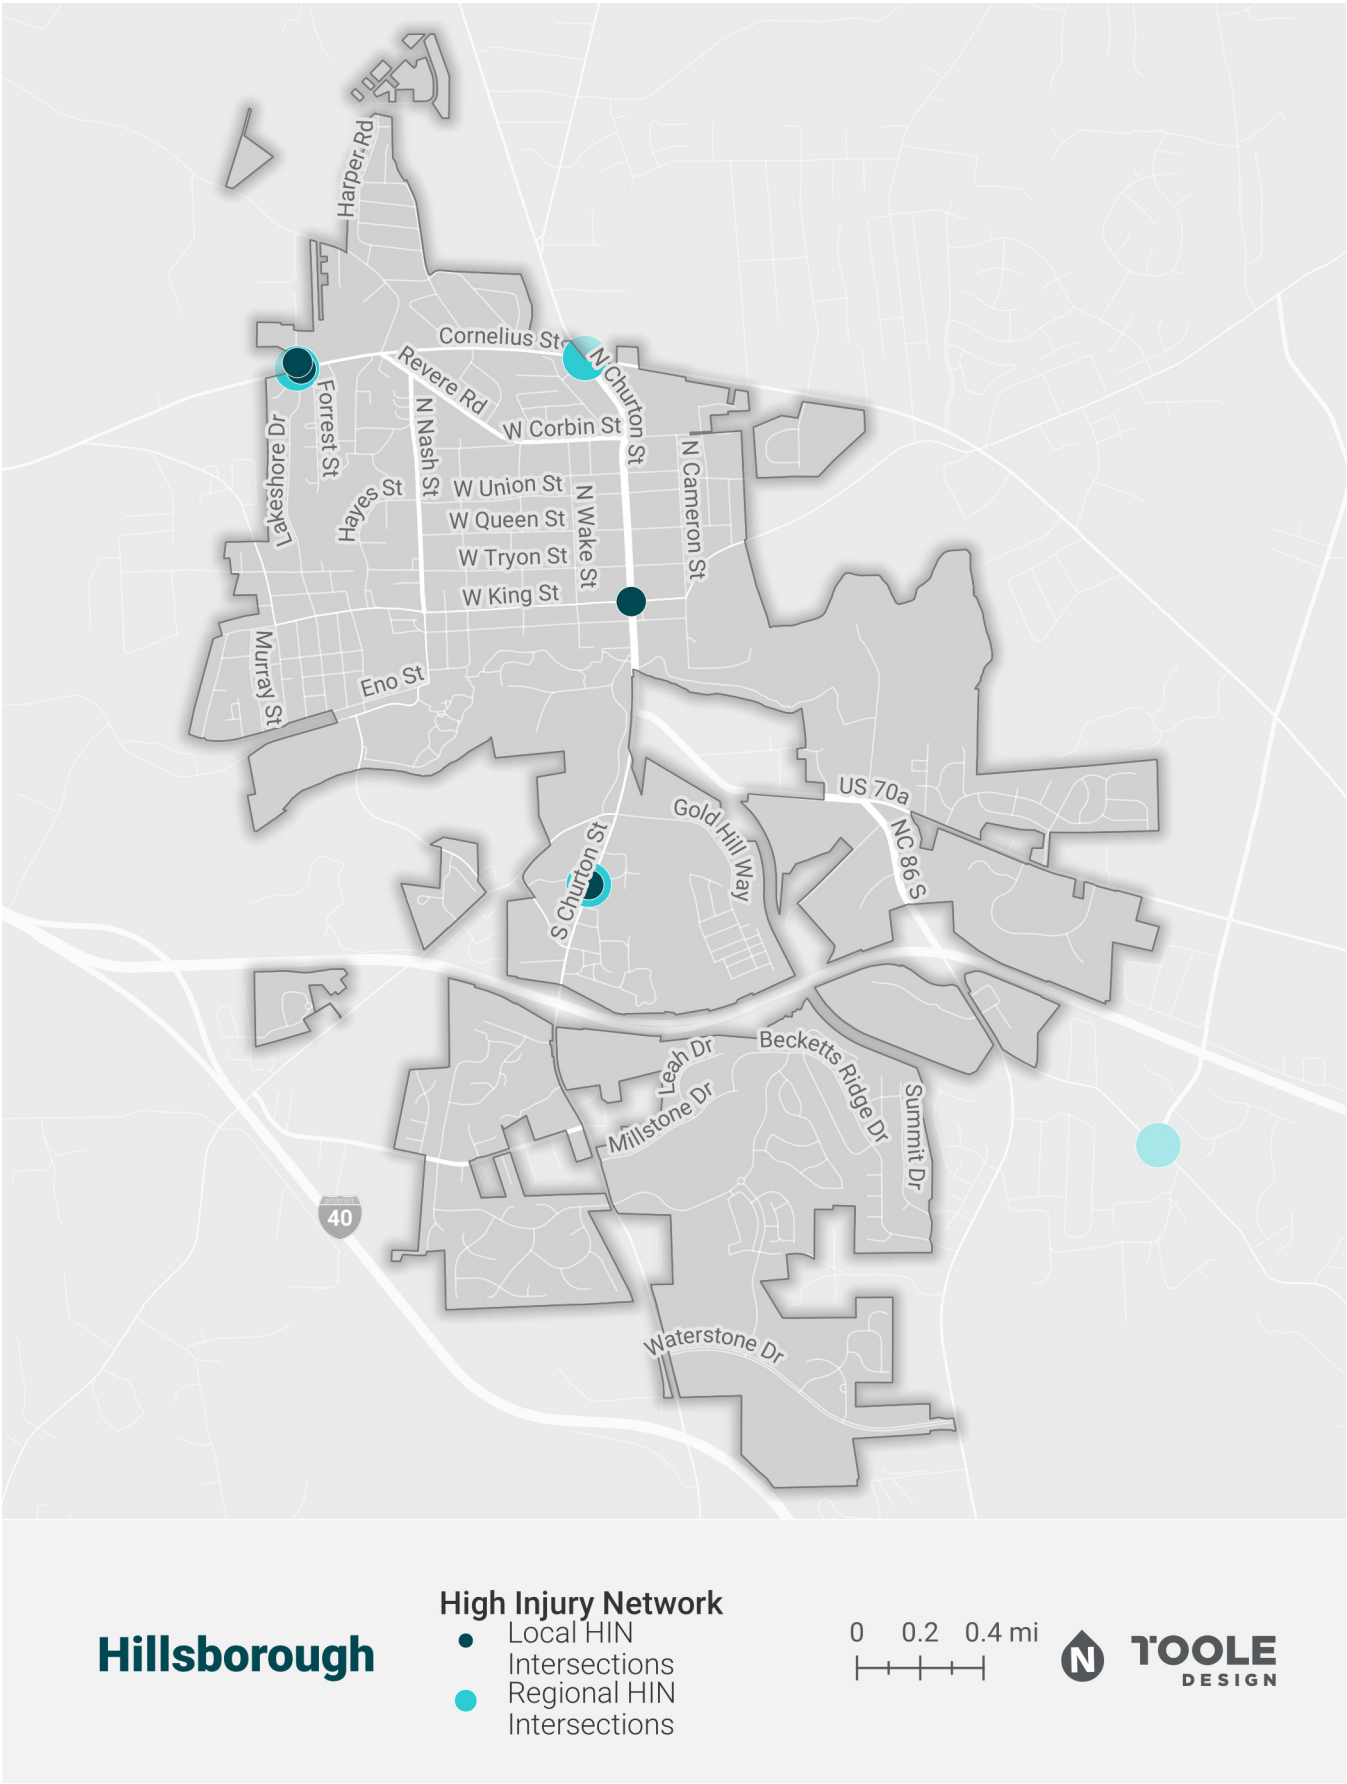 Harper Rd
Cornelius St
N Churton St
Revere Rd
Forrest St
N Nash St
W Corbin St
Lakeshore Dr
Hayes St
W Union St
N Wake St
N Cameron St
W Queen St
W Tryon St
W King St
Murray St
Eno St
US 70a
Gold Hill Way
NC 86 S
S Churton St
Leah Dr
Becketts Ridge Dr
Millstone Dr
Summit Dr
INTERSTATE
40
Waterstone Dr
Hillsborough
High Injury Network
Local HIN
Intersections
Regional HIN
Intersections
0 0.2 0.4 mi
N
TOOLE
DESIGN